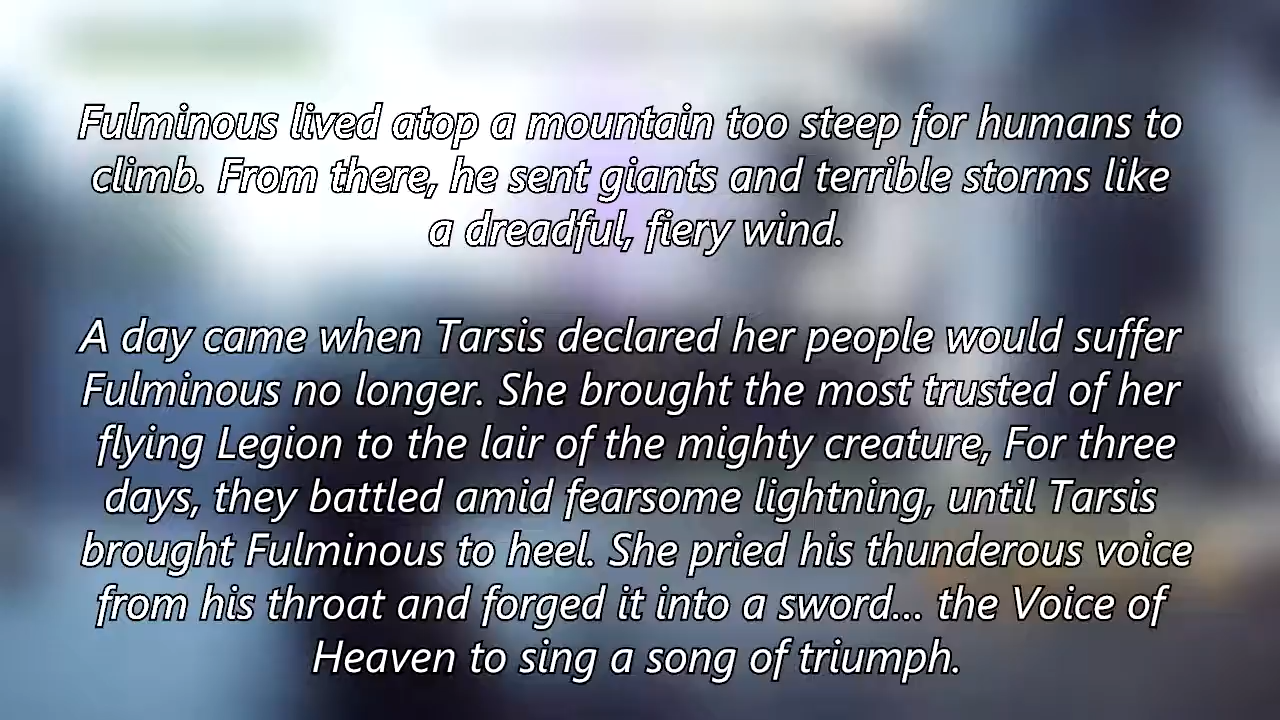 Fulminous lived atop a mountain too steep for humans to
climb. From there, he sent giants and terrible storms like
a dreadful, fiery wind.
A day came when Tarsis declared her people would suffer
Fulminous no longer. She brought the most trusted of her
flying Legion to the lair of the mighty creature, For three
days, they battled amid fearsome lightning, until Tarsis
brought Fulminous to heel. She pried his thunderous voice
from his throat and forged it into a sword... the Voice of
Heaven to sing a song of triumph.